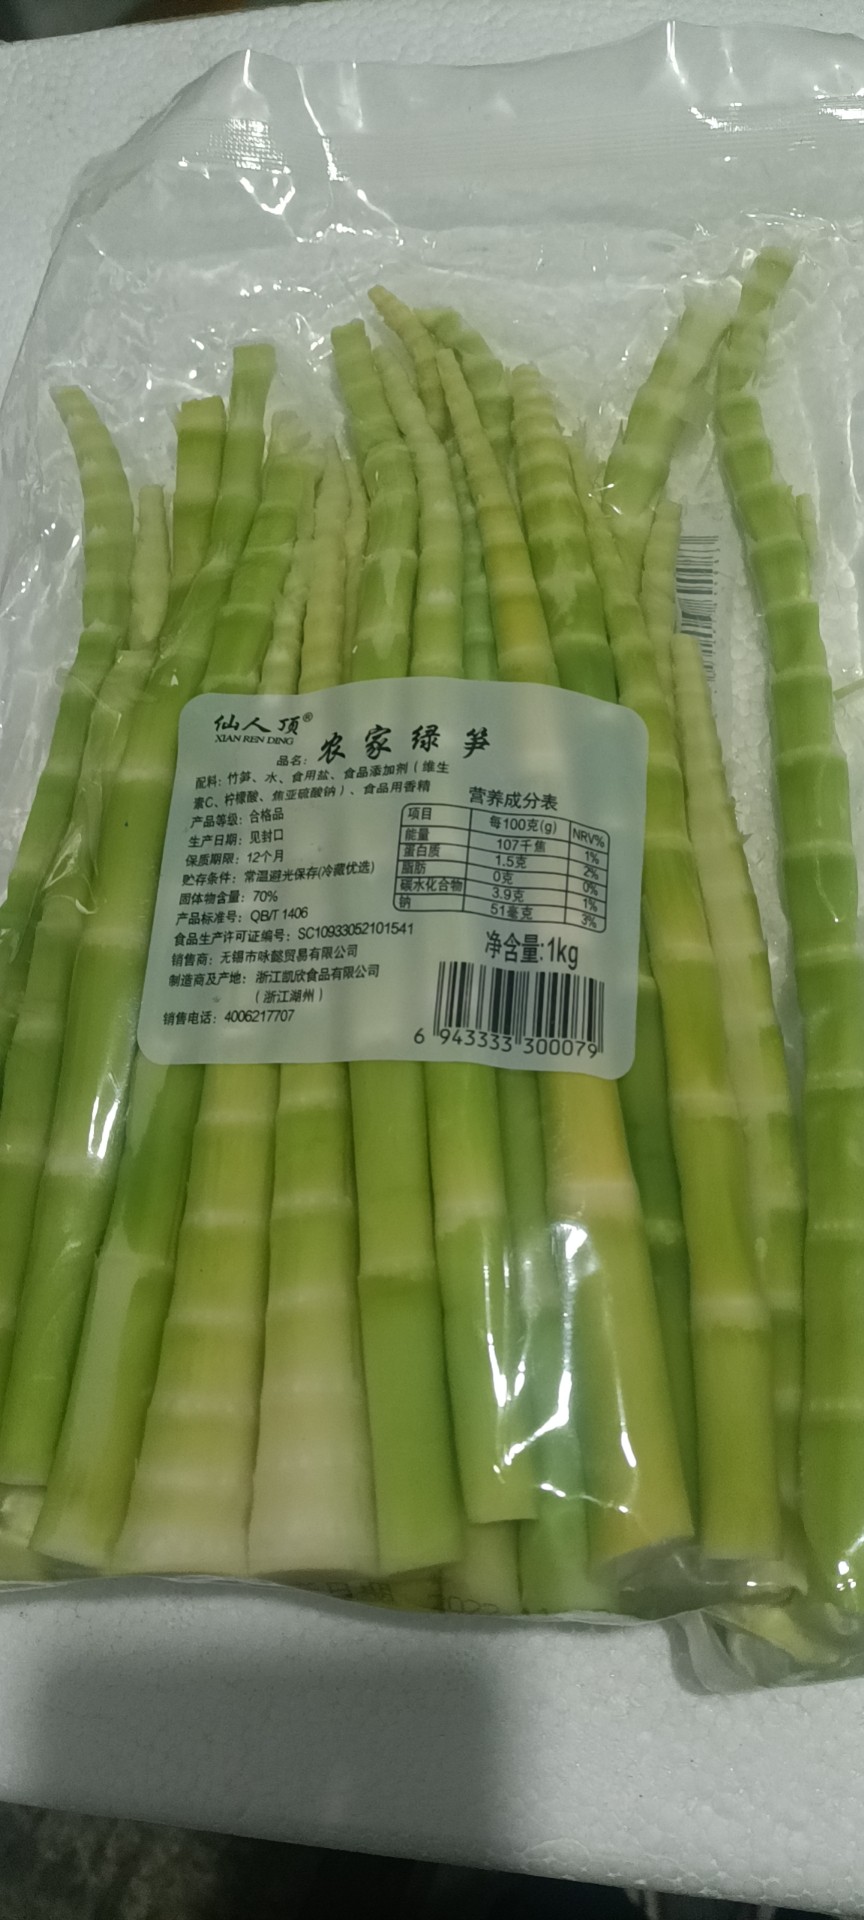 仙人顶®
XIAN REN DING
品名：农家绿笋
配料：竹笋、水、食用盐、食品添加剂（维生
素C、柠檬酸、焦亚硫酸钠）、食品用香精
产品等级：合格品
生产日期：见封口
保质期限：12个月
贮存条件：常温避光保存(冷藏优选)
固体物含量：70%
产品标准号：QB/T 1406
食品生产许可证编号：SC10933052101541
销售商：无锡市咏懿贸易有限公司
制造商及产地：浙江凯欣食品有限公司
（浙江湖州）
销售电话：4006217707
营养成分表
项目 每100克(g) NRV%
能量 107千焦 1%
蛋白质 1.5克 2%
脂肪 0克 0%
碳水化合物 3.9克 1%
钠 51毫克 3%
净含量:1kg
6 943333 300079